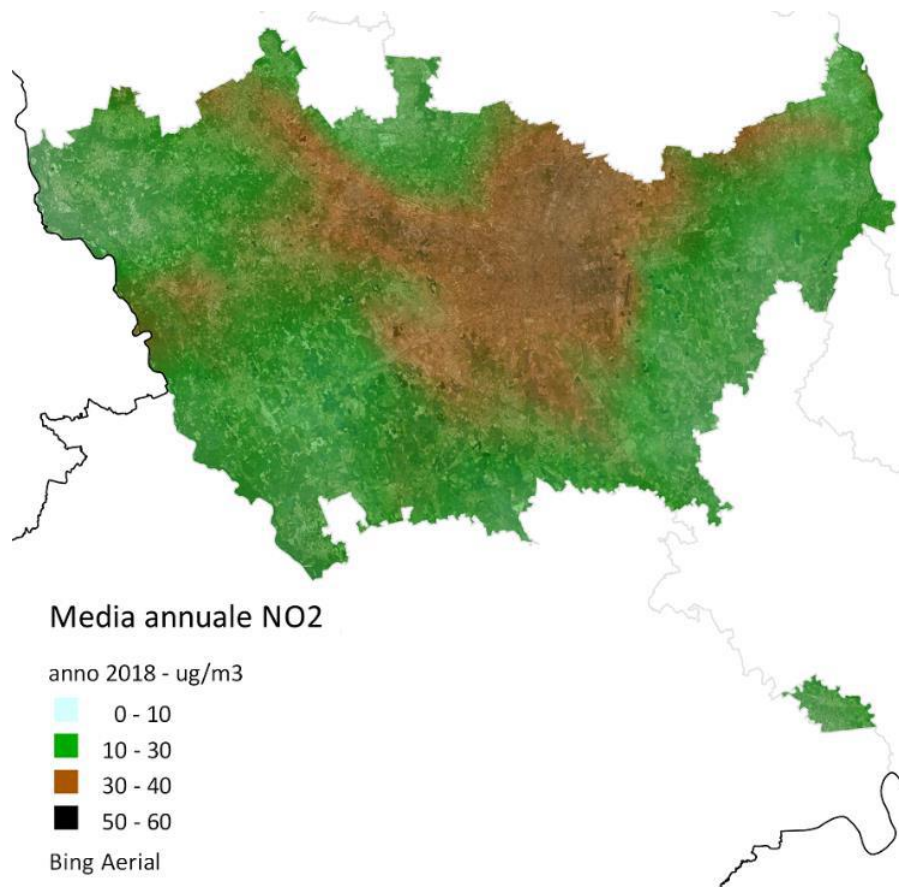 Media annuale NO2
anno 2018 - ug/m3
0 - 10
10 - 30
30 - 40
50 - 60
Bing Aerial